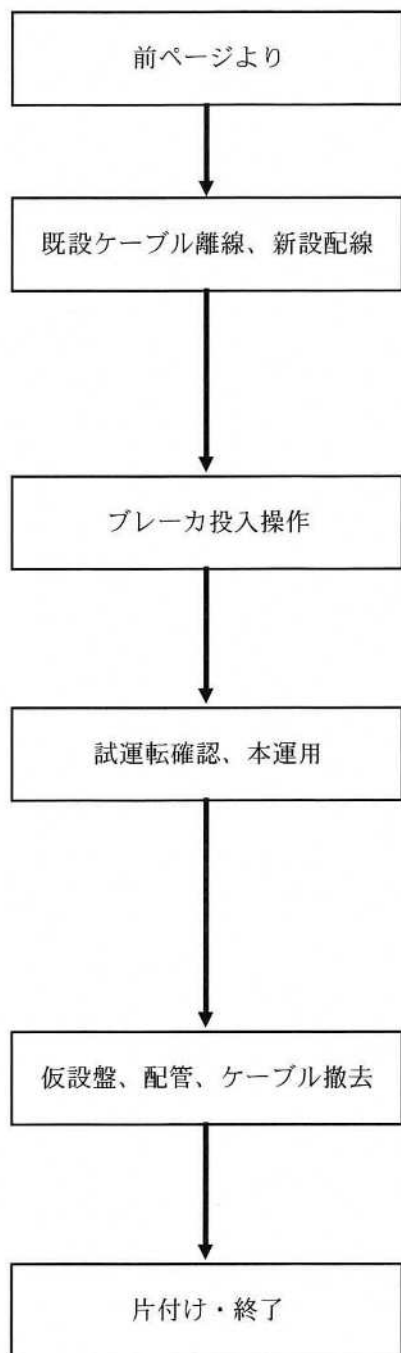 前ページより
既設ケーブル離線、新設配線
ブレーカ投入操作
試運転確認、本運用
仮設盤、配管、ケーブル撤去
片付け・終了